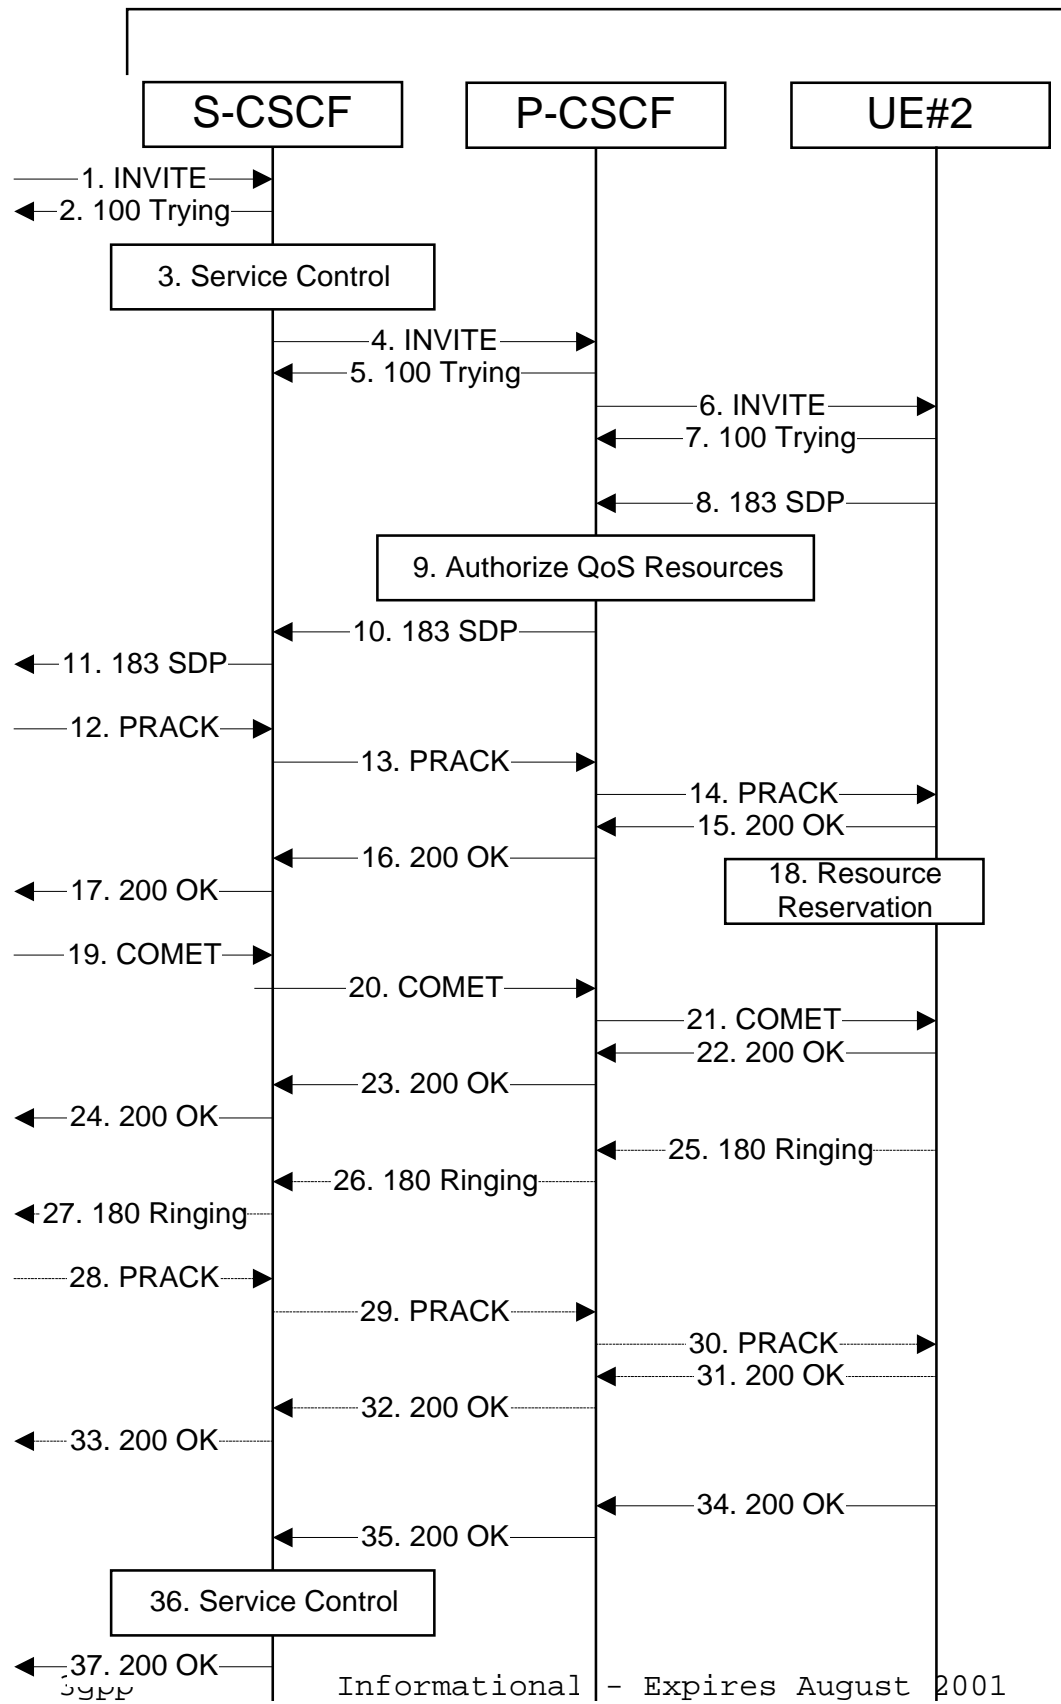 S-CSCF
P-CSCF
UE#2
1. INVITE
2. 100 Trying
3. Service Control
4. INVITE
5. 100 Trying
6. INVITE
7. 100 Trying
8. 183 SDP
9. Authorize QoS Resources
10. 183 SDP
11. 183 SDP
12. PRACK
13. PRACK
14. PRACK
15. 200 OK
16. 200 OK
17. 200 OK
18. Resource
Reservation
19. COMET
20. COMET
21. COMET
22. 200 OK
23. 200 OK
24. 200 OK
25. 180 Ringing
26. 180 Ringing
27. 180 Ringing
28. PRACK
29. PRACK
30. PRACK
31. 200 OK
32. 200 OK
33. 200 OK
34. 200 OK
35. 200 OK
36. Service Control
37. 200 OK
3gpp Informational - Expires August 2001